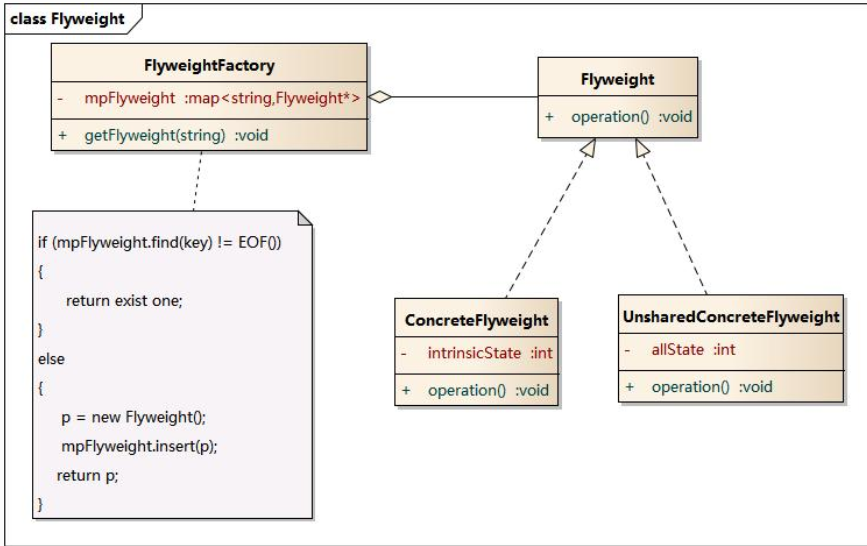 class Flyweight
FlyweightFactory
- mpFlyweight :map<string,Flyweight*>
+ getFlyweight(string) :void
Flyweight
+ operation() :void
if (mpFlyweight.find(key) != EOF())
{
return exist one;
}
else
{
p = new Flyweight();
mpFlyweight.insert(p);
return p;
}
ConcreteFlyweight
- intrinsicState :int
+ operation() :void
UnsharedConcreteFlyweight
- allState :int
+ operation() :void